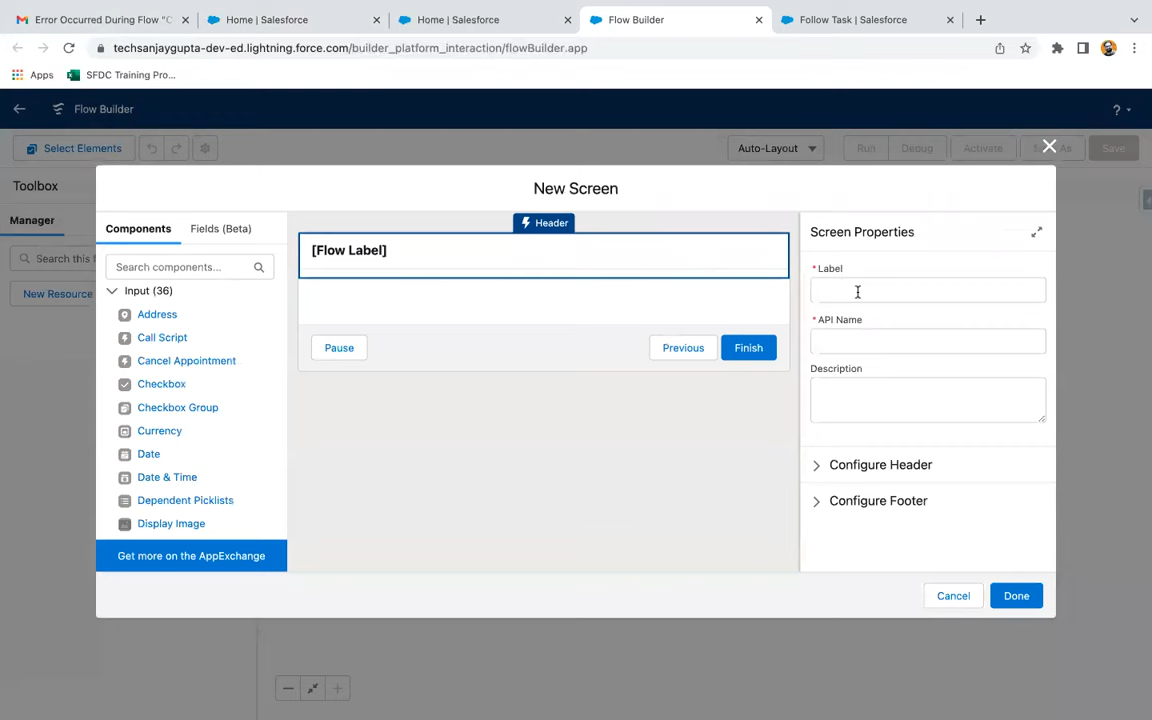 Error Occurred During Flow "C
Home | Salesforce
Home | Salesforce
Flow Builder
Follow Task | Salesforce
techsanjaygupta-dev-ed.lightning.force.com/builder_platform_interaction/flowBuilder.app
Apps
SFDC Training Pro...
Flow Builder
?
Select Elements
Auto-Layout
Run
Debug
Activate
Save
Toolbox
New Screen
Manager
Components
Fields (Beta)
Header
Screen Properties
Search this f
Search components...
[Flow Label]
* Label
New Resource
Input (36)
Address
* API Name
Call Script
Pause
Previous
Finish
Cancel Appointment
Description
Checkbox
Checkbox Group
Currency
Date
Configure Header
Date & Time
Dependent Picklists
Configure Footer
Display Image
Get more on the AppExchange
Cancel
Done